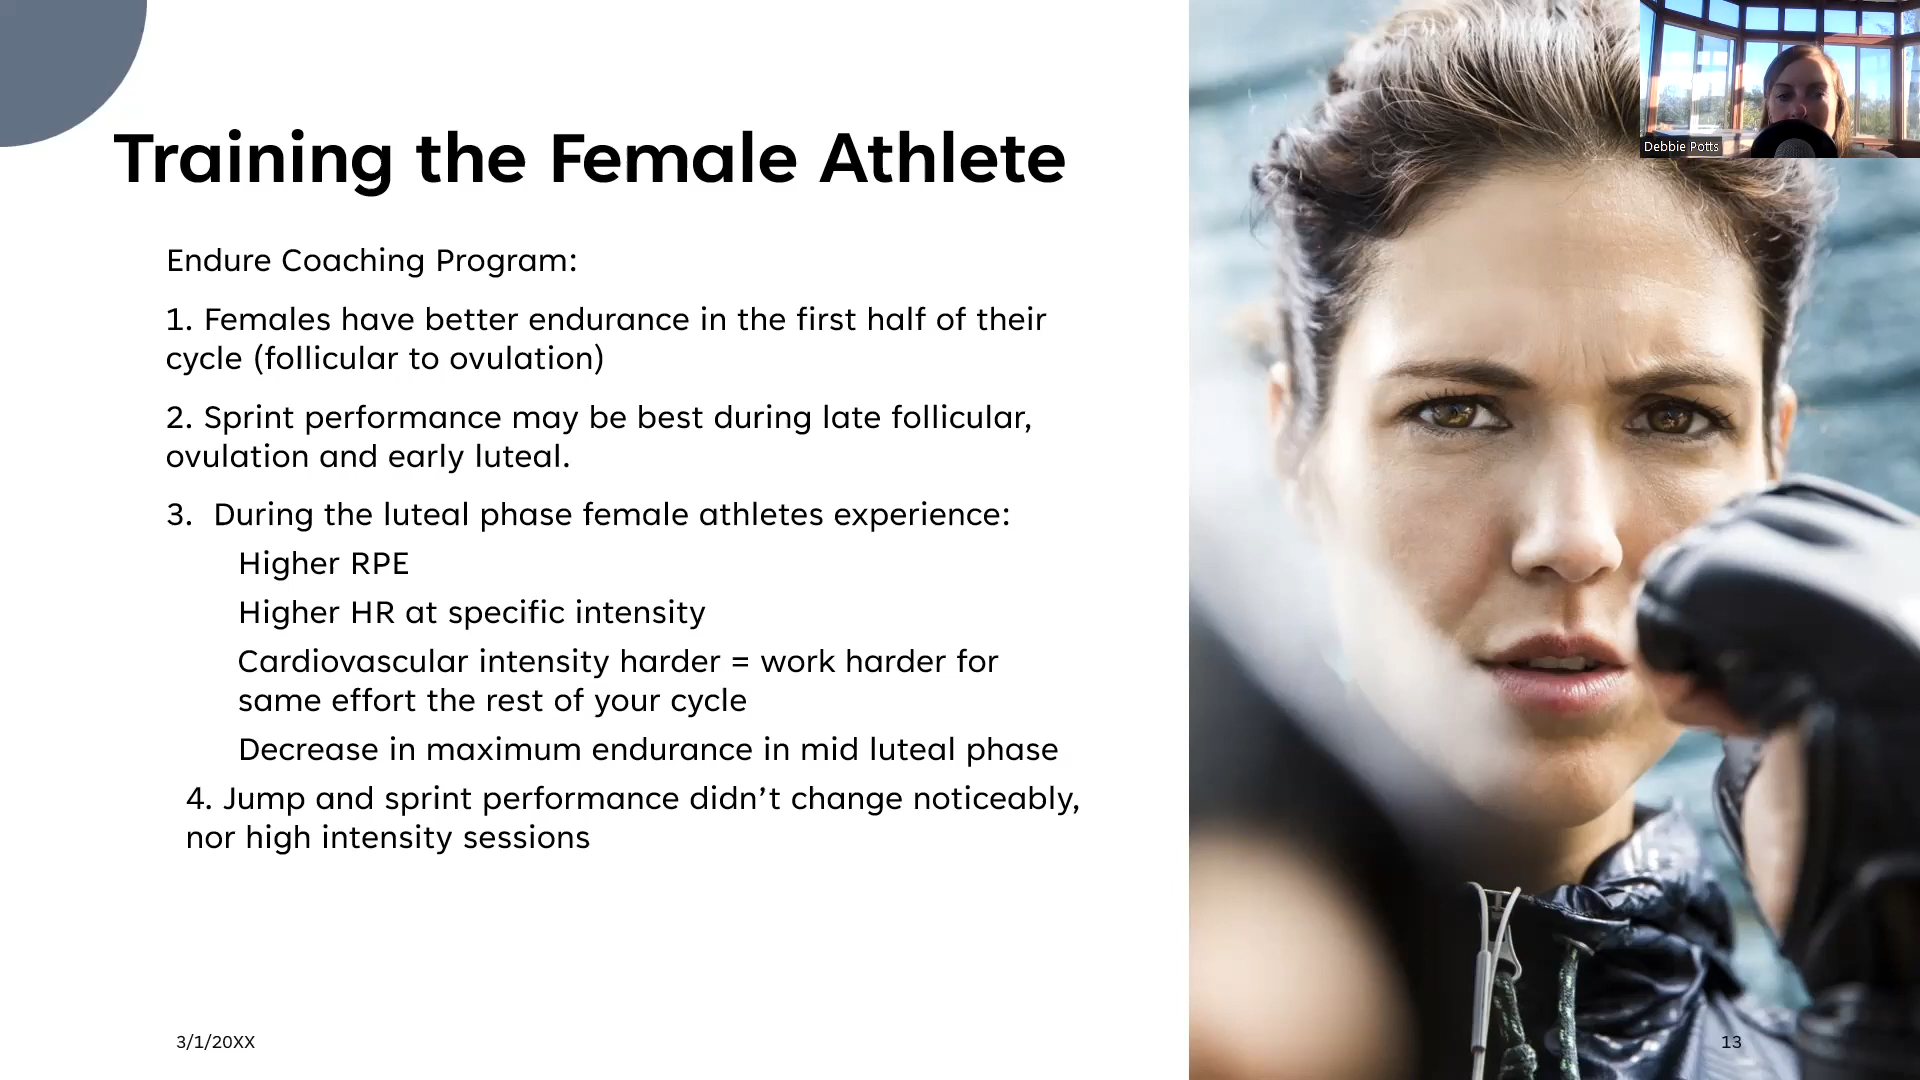 Debbie Potts
Training the Female Athlete
Endure Coaching Program:
1. Females have better endurance in the first half of their
cycle (follicular to ovulation)
2. Sprint performance may be best during late follicular,
ovulation and early luteal.
3. During the luteal phase female athletes experience:
Higher RPE
Higher HR at specific intensity
Cardiovascular intensity harder = work harder for
same effort the rest of your cycle
Decrease in maximum endurance in mid luteal phase
4. Jump and sprint performance didn’t change noticeably,
nor high intensity sessions
3/1/20XX
13